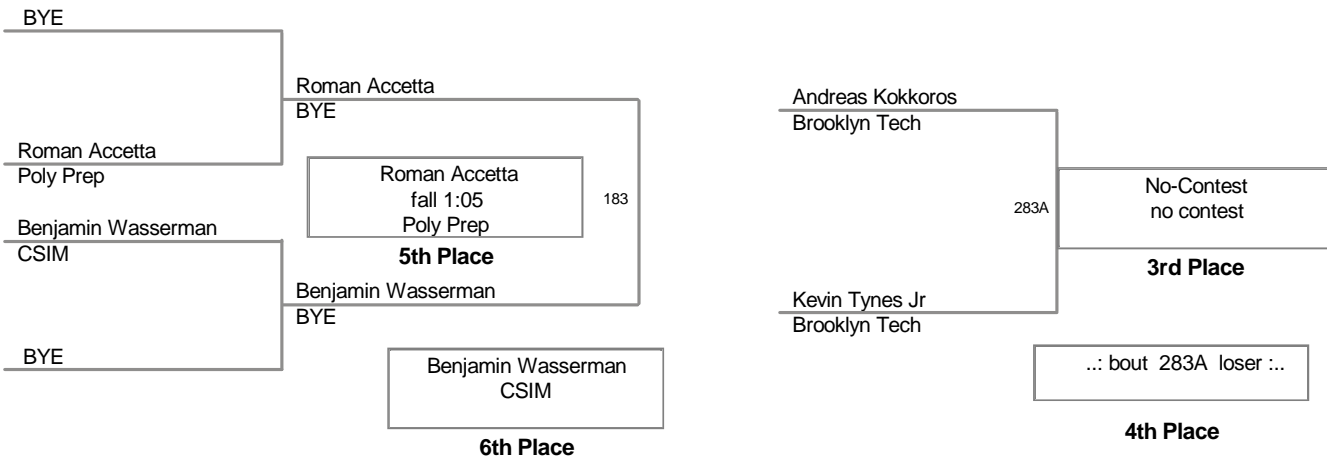 BYE
Roman Accetta
BYE
Roman Accetta
Poly Prep
Roman Accetta
fall 1:05
Poly Prep
183
5th Place
Benjamin Wasserman
CSIM
Benjamin Wasserman
BYE
BYE
Benjamin Wasserman
CSIM
6th Place
Andreas Kokkoros
Brooklyn Tech
283A
No-Contest
no contest
3rd Place
Kevin Tynes Jr
Brooklyn Tech
..: bout 283A loser :..
4th Place